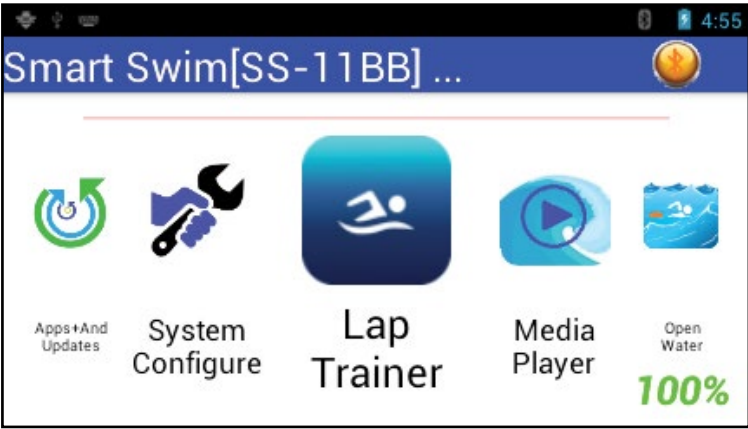 4:55
Smart Swim[SS-11BB] ...
Apps+And
Updates
System
Configure
Lap
Trainer
Media
Player
Open
Water
100%